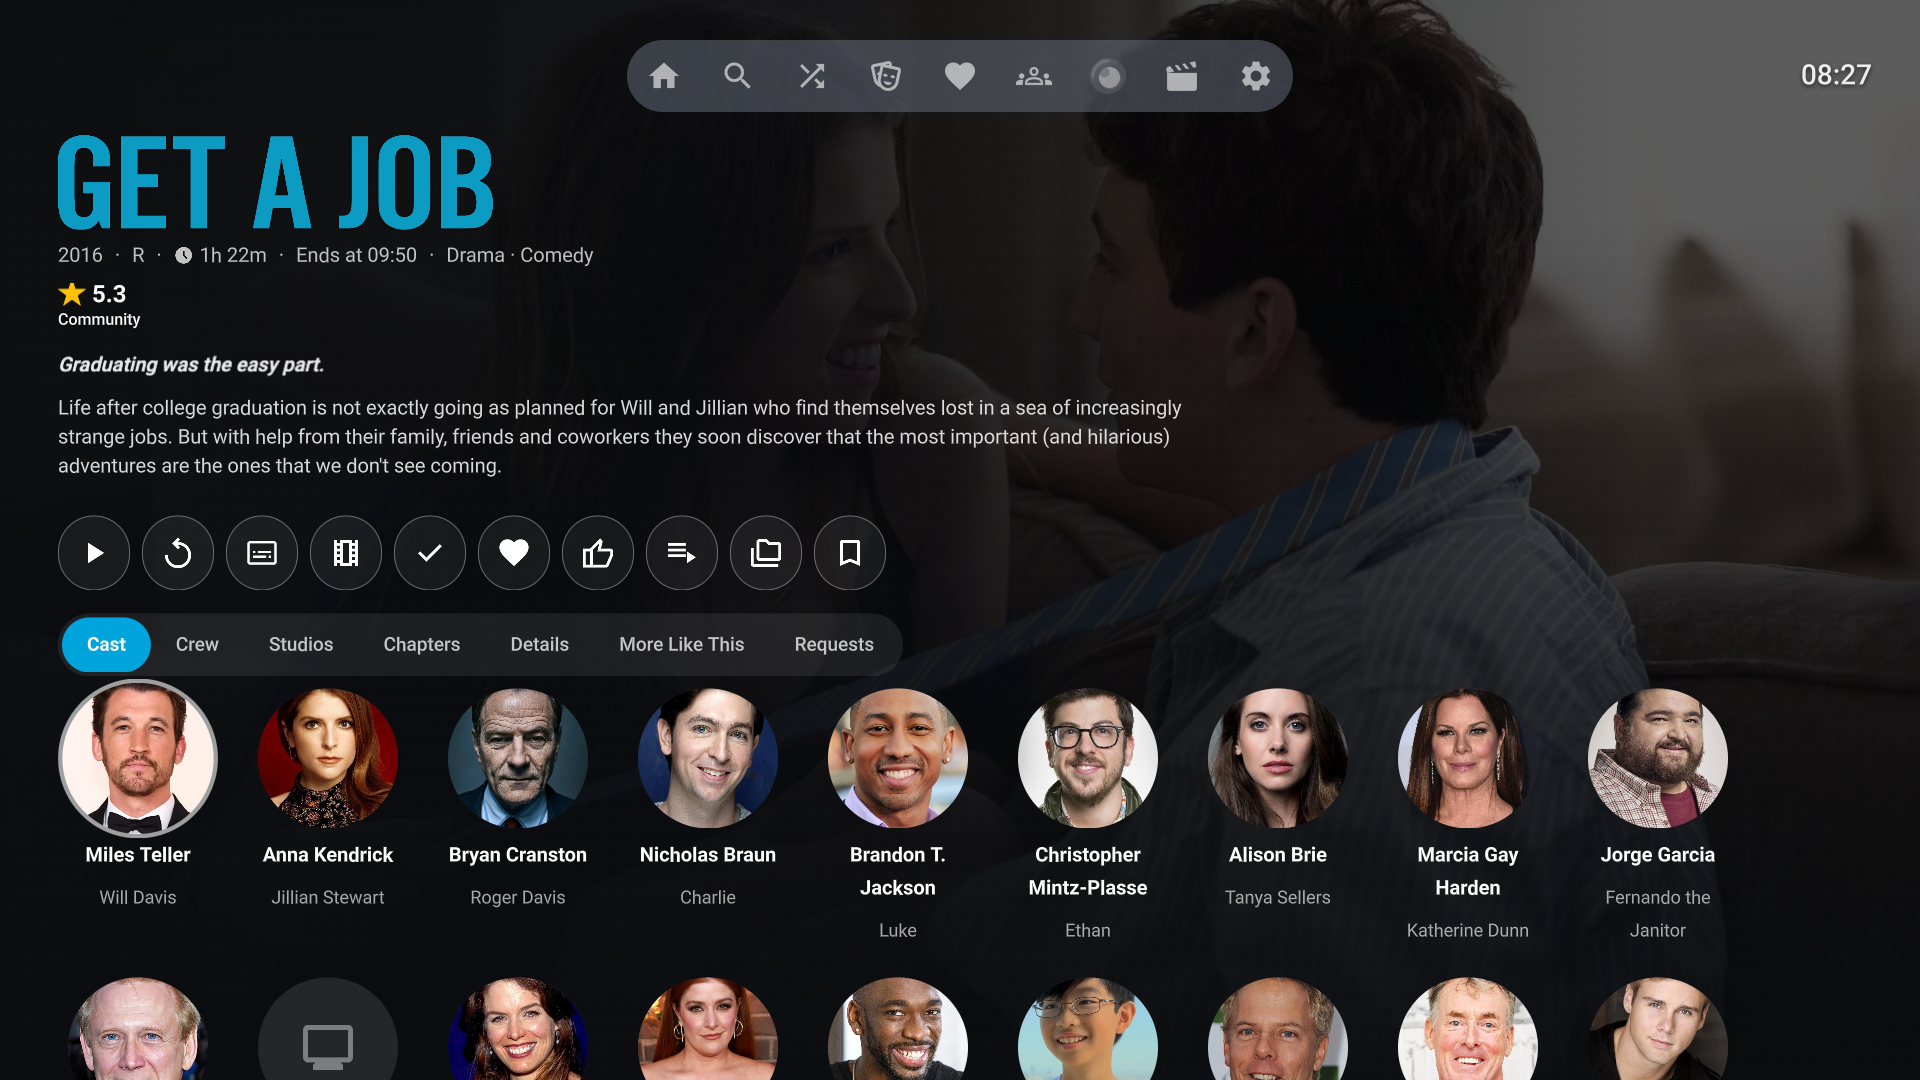 08:27
GET A JOB
2016 · R · 1h 22m · Ends at 09:50 · Drama · Comedy
5.3
Community
Graduating was the easy part.
Life after college graduation is not exactly going as planned for Will and Jillian who find themselves lost in a sea of increasingly
strange jobs. But with help from their family, friends and coworkers they soon discover that the most important (and hilarious)
adventures are the ones that we don't see coming.
Cast Crew Studios Chapters Details More Like This Requests
Miles Teller
Will Davis
Anna Kendrick
Jillian Stewart
Bryan Cranston
Roger Davis
Nicholas Braun
Charlie
Brandon T.
Jackson
Luke
Christopher
Mintz-Plasse
Ethan
Alison Brie
Tanya Sellers
Marcia Gay
Harden
Katherine Dunn
Jorge Garcia
Fernando the
Janitor